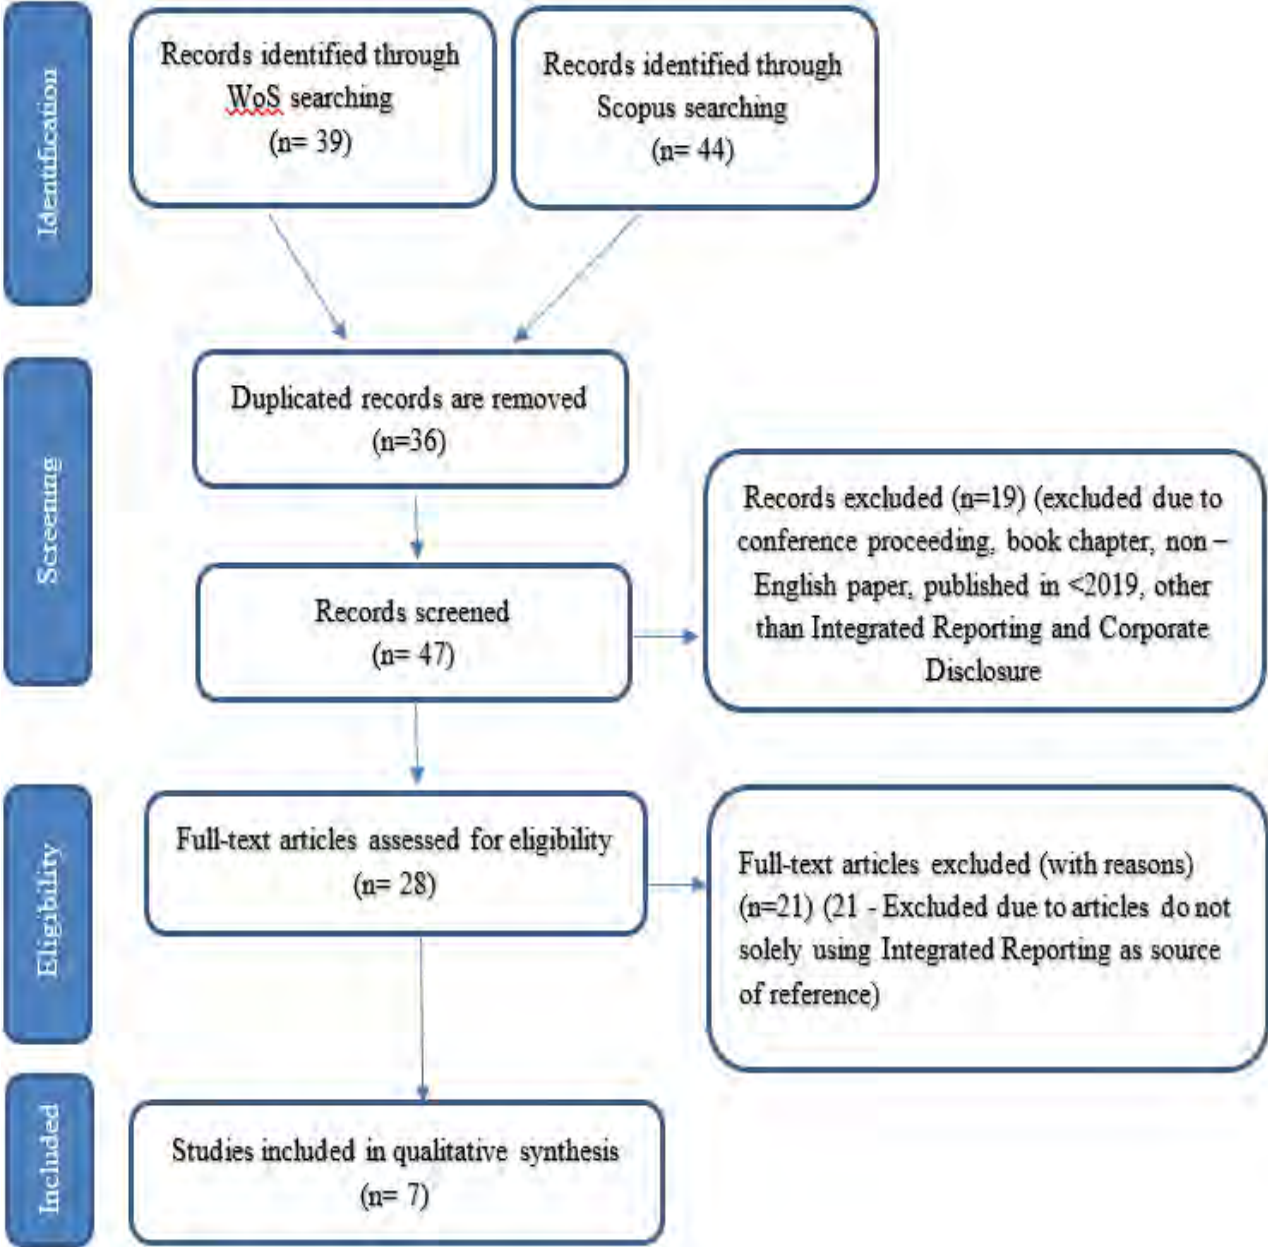 Identification
Records identified through
WoS searching
(n= 39)
Records identified through
Scopus searching
(n= 44)
Screening
Duplicated records are removed
(n=36)
Records screened
(n= 47)
Records excluded (n=19) (excluded due to
conference proceeding, book chapter, non –
English paper, published in <2019, other
than Integrated Reporting and Corporate
Disclosure
Eligibility
Full-text articles assessed for eligibility
(n= 28)
Full-text articles excluded (with reasons)
(n=21) (21 - Excluded due to articles do not
solely using Integrated Reporting as source
of reference)
Included
Studies included in qualitative synthesis
(n= 7)